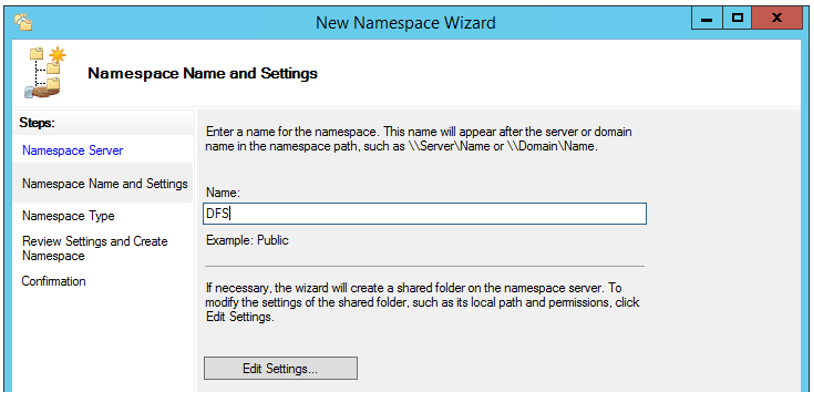 New Namespace Wizard
Namespace Name and Settings
Steps:
Namespace Server
Namespace Name and Settings
Namespace Type
Review Settings and Create
Namespace
Confirmation
Enter a name for the namespace. This name will appear after the server or domain
name in the namespace path, such as \\Server\Name or \\Domain\Name.
Name:
DFS
Example: Public
If necessary, the wizard will create a shared folder on the namespace server. To
modify the settings of the shared folder, such as its local path and permissions, click
Edit Settings.
Edit Settings...